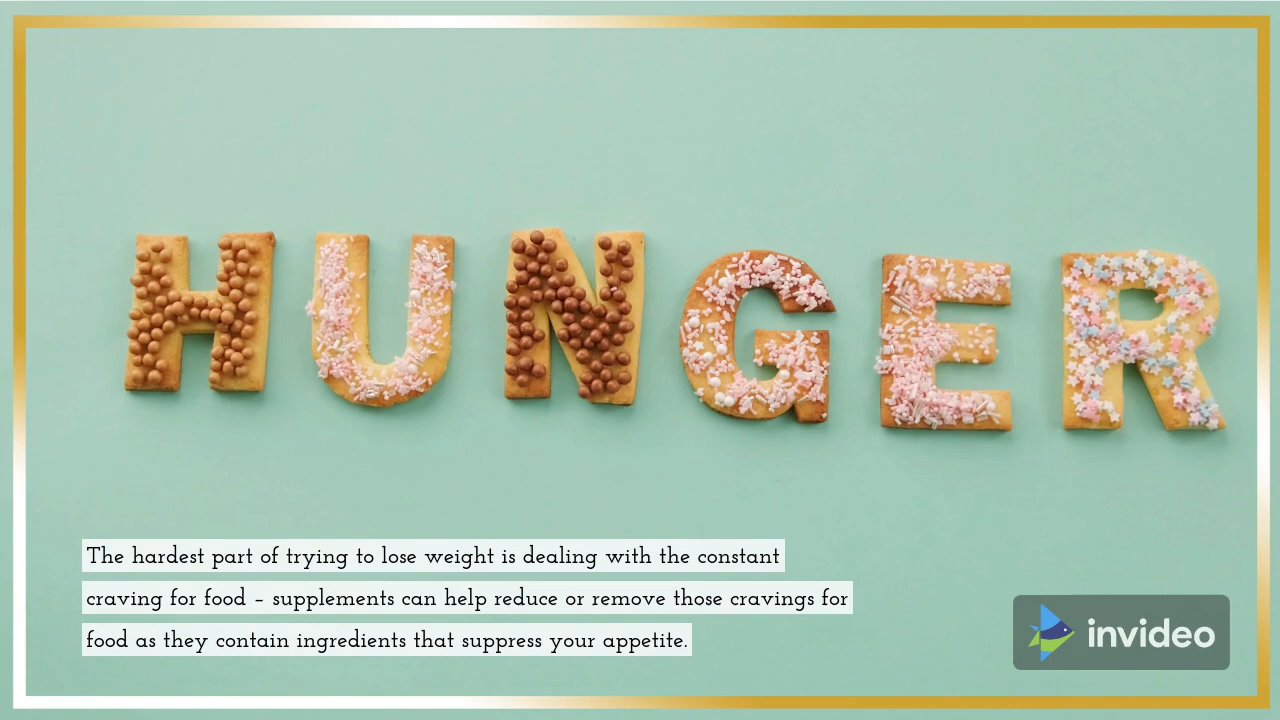 HUNGER
The hardest part of trying to lose weight is dealing with the constant
craving for food – supplements can help reduce or remove those cravings for
food as they contain ingredients that suppress your appetite.
invideo